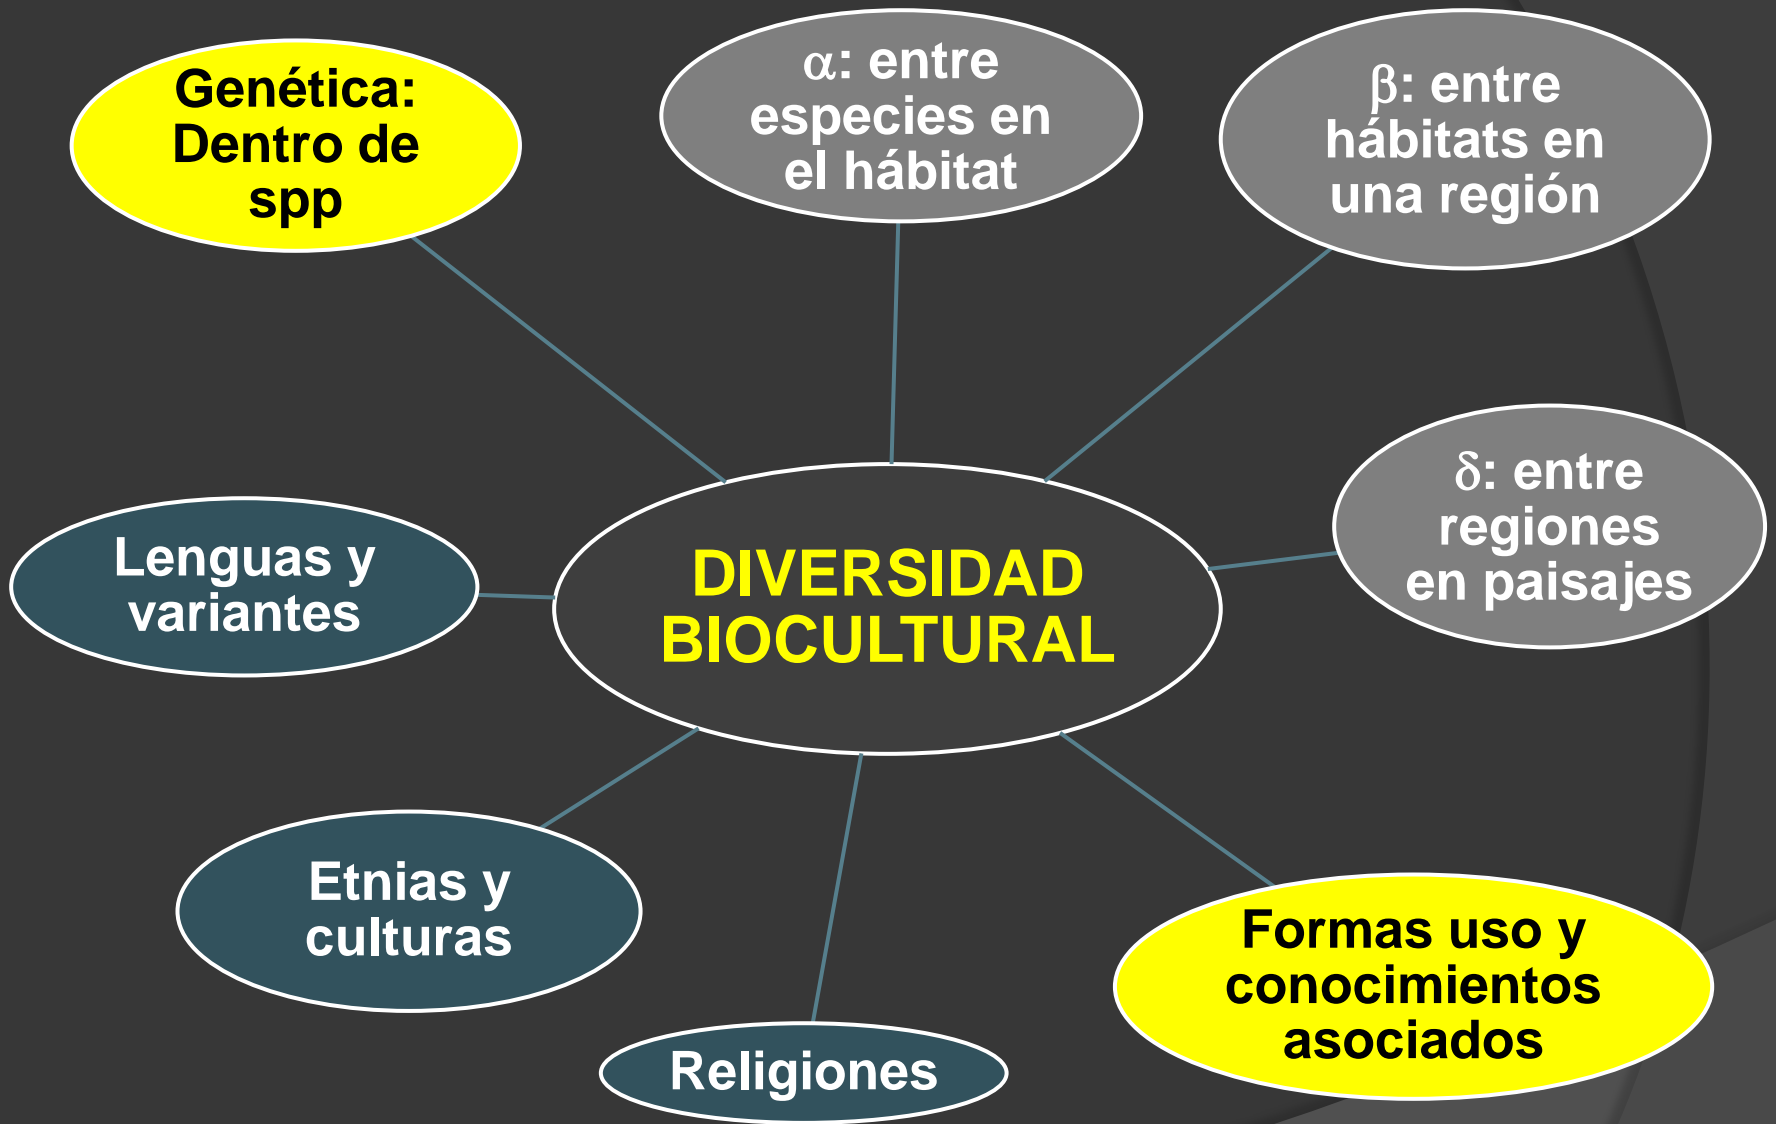 Genética:
Dentro de
spp
α: entre
especies en
el hábitat
β: entre
hábitats en
una región
δ: entre
regiones
en paisajes
Lenguas y
variantes
DIVERSIDAD
BIOCULTURAL
Etnias y
culturas
Formas uso y
conocimientos
asociados
Religiones